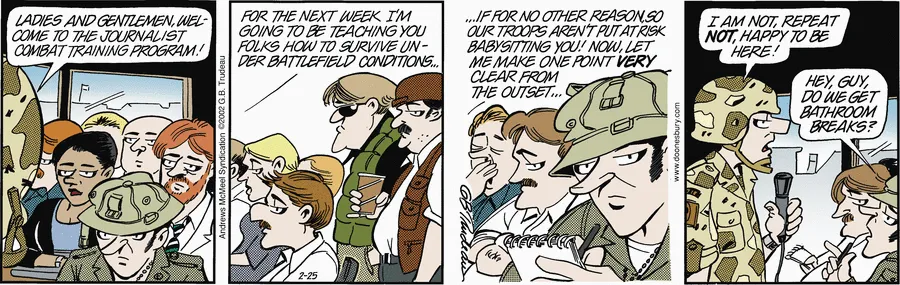 LADIES AND GENTLEMEN, WEL-
COME TO THE JOURNALIST
COMBAT TRAINING PROGRAM!
Andrews McMeel Syndication ©2002 G.B. Trudeau
FOR THE NEXT WEEK I'M
GOING TO BE TEACHING YOU
FOLKS HOW TO SURVIVE UN-
DER BATTLEFIELD CONDITIONS..
2-25
...IF FOR NO OTHER REASON, SO
OUR TROOPS AREN'T PUT AT RISK
BABYSITTING YOU! NOW, LET
ME MAKE ONE POINT VERY
CLEAR FROM
THE OUTSET...
www.doonesbury.com
I AM NOT, REPEAT
NOT, HAPPY TO BE
HERE!
HEY, GUY,
DO WE GET
BATHROOM
BREAKS?